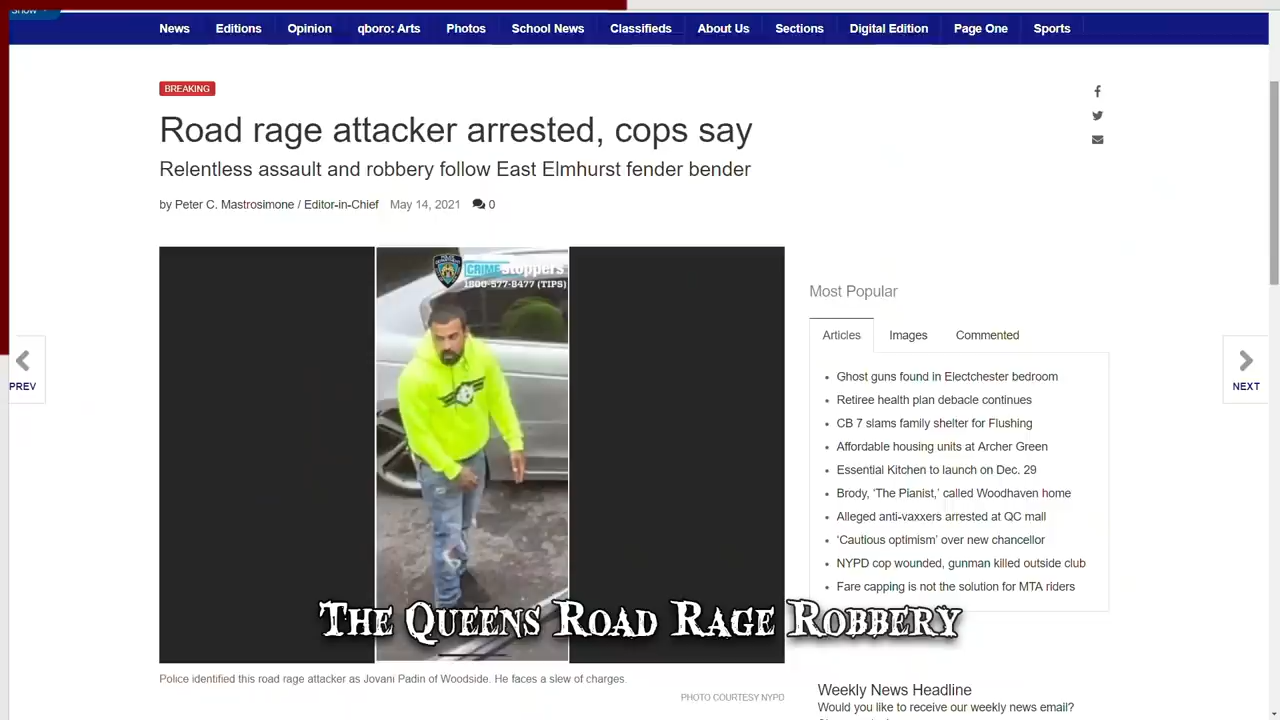 Show
News Editions Opinion qboro: Arts Photos School News Classifieds About Us Sections Digital Edition Page One Sports
BREAKING
Road rage attacker arrested, cops say
Relentless assault and robbery follow East Elmhurst fender bender
by Peter C. Mastrosimone / Editor-in-Chief May 14, 2021 0
CRIME stoppers
1800-577-8477 (TIPS)
Most Popular
Articles Images Commented
Ghost guns found in Electchester bedroom
Retiree health plan debacle continues
CB 7 slams family shelter for Flushing
Affordable housing units at Archer Green
Essential Kitchen to launch on Dec. 29
Brody, ‘The Pianist,’ called Woodhaven home
Alleged anti-vaxxers arrested at QC mall
‘Cautious optimism’ over new chancellor
NYPD cop wounded, gunman killed outside club
Fare capping is not the solution for MTA riders
PREV
NEXT
The Queens Road Rage Robbery
Police identified this road rage attacker as Jovani Padin of Woodside. He faces a slew of charges.
PHOTO COURTESY NYPD
Weekly News Headline
Would you like to receive our weekly news email?